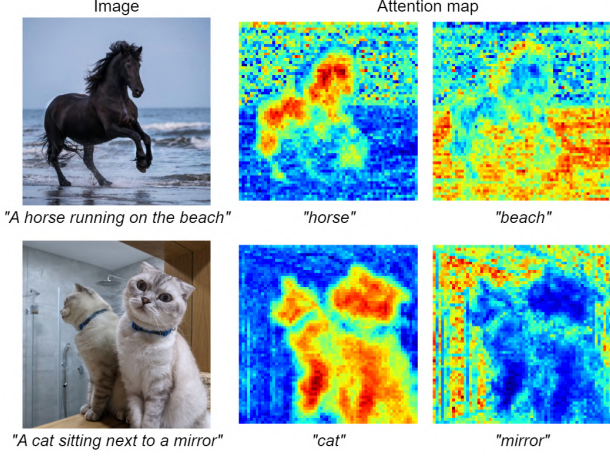 Image
Attention map
"A horse running on the beach"
"horse"
"beach"
"A cat sitting next to a mirror"
"cat"
"mirror"